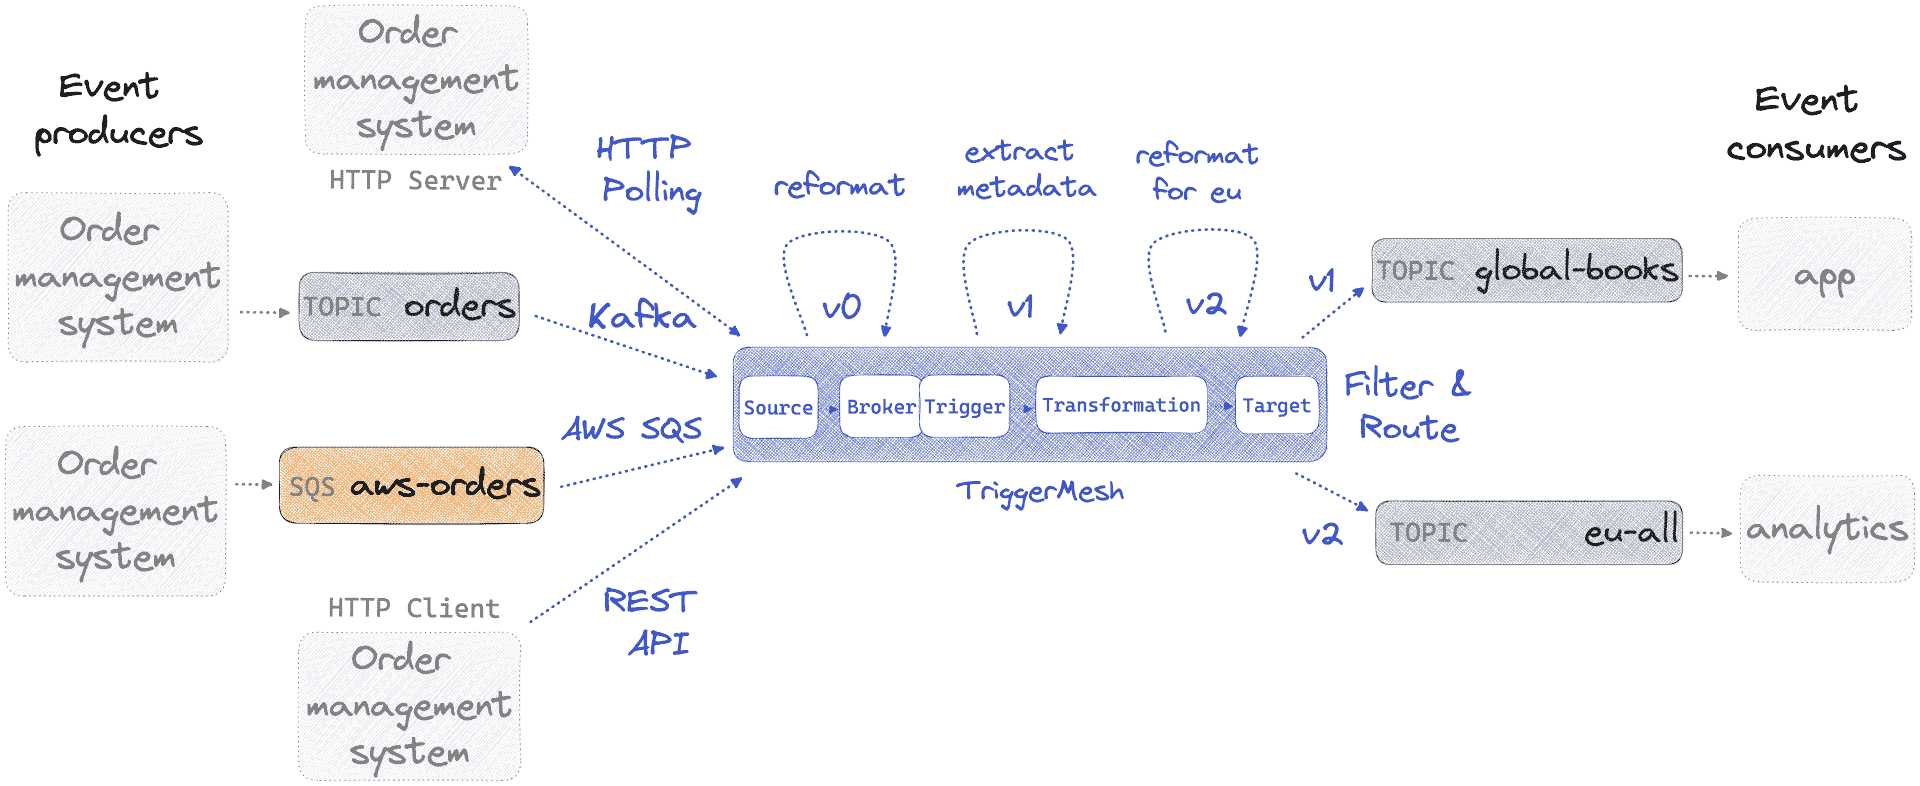 Event
producers
Order
management
system
HTTP Server
Order
management
system
TOPIC orders
Order
management
system
SQS aws-orders
HTTP Client
Order
management
system
HTTP
Polling
Kafka
AWS SQS
REST
API
reformat
v0
extract
metadata
v1
reformat
for eu
v2
Source
Broker
Trigger
Transformation
Target
TriggerMesh
Filter &
Route
v1
v2
TOPIC global-books
TOPIC eu-all
Event
consumers
app
analytics